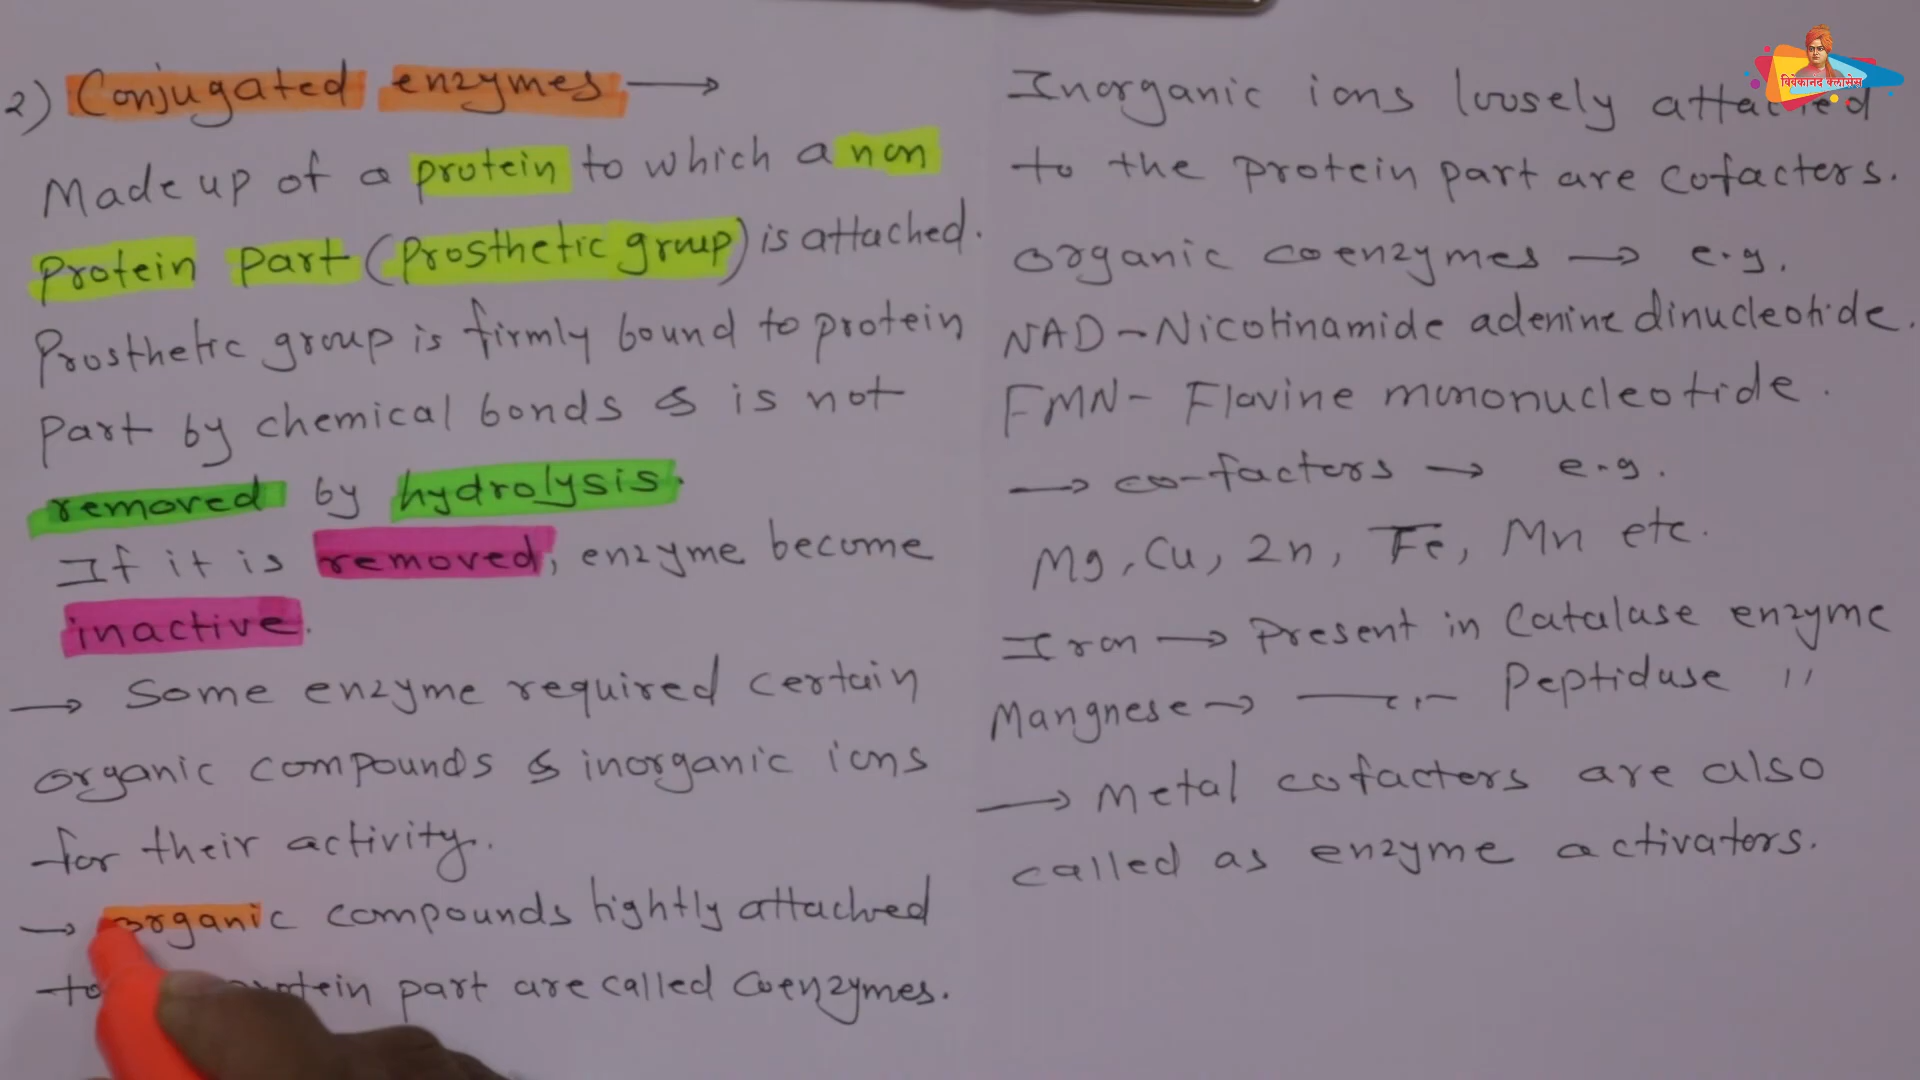 2) Conjugated enzymes →
Made up of a protein to which a non
protein part (Prosthetic group) is attached.
Prosthetic group is firmly bound to protein
part by chemical bonds & is not
removed by hydrolysis.
If it is removed, enzyme become
inactive.
→ Some enzyme required certain
organic compounds & inorganic ions
for their activity.
→ organic compounds tightly attached
to protein part are called Coenzymes.
Inorganic ions loosely attached
to the protein part are cofacters.
organic coenzymes → e.g.
NAD - Nicotinamide adenine dinucleotide.
FMN - Flavine mononucleotide.
→ co-factors → e.g.
Mg, Cu, Zn, Fe, Mn etc.
Iron → Present in Catalase enzyme
Mangnese → —"— Peptidase "
→ Metal cofacters are also
called as enzyme activators.
विवेकानंद क्लासेस